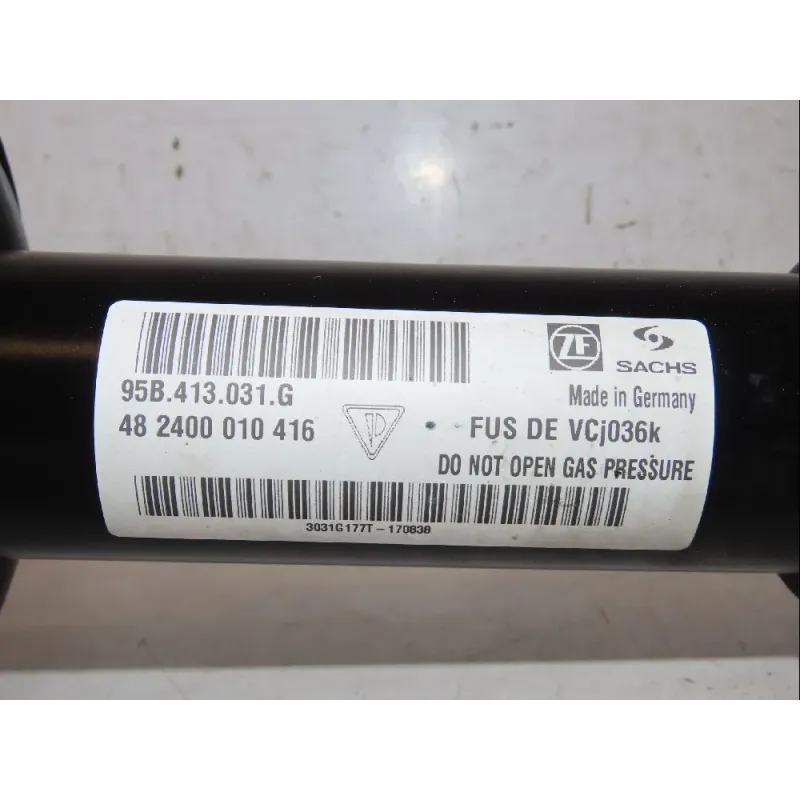 ZF
SACHS
95B.413.031.G
Made in Germany
48 2400 010 416
FUS DE VCj036k
DO NOT OPEN GAS PRESSURE
3031G177T-170838